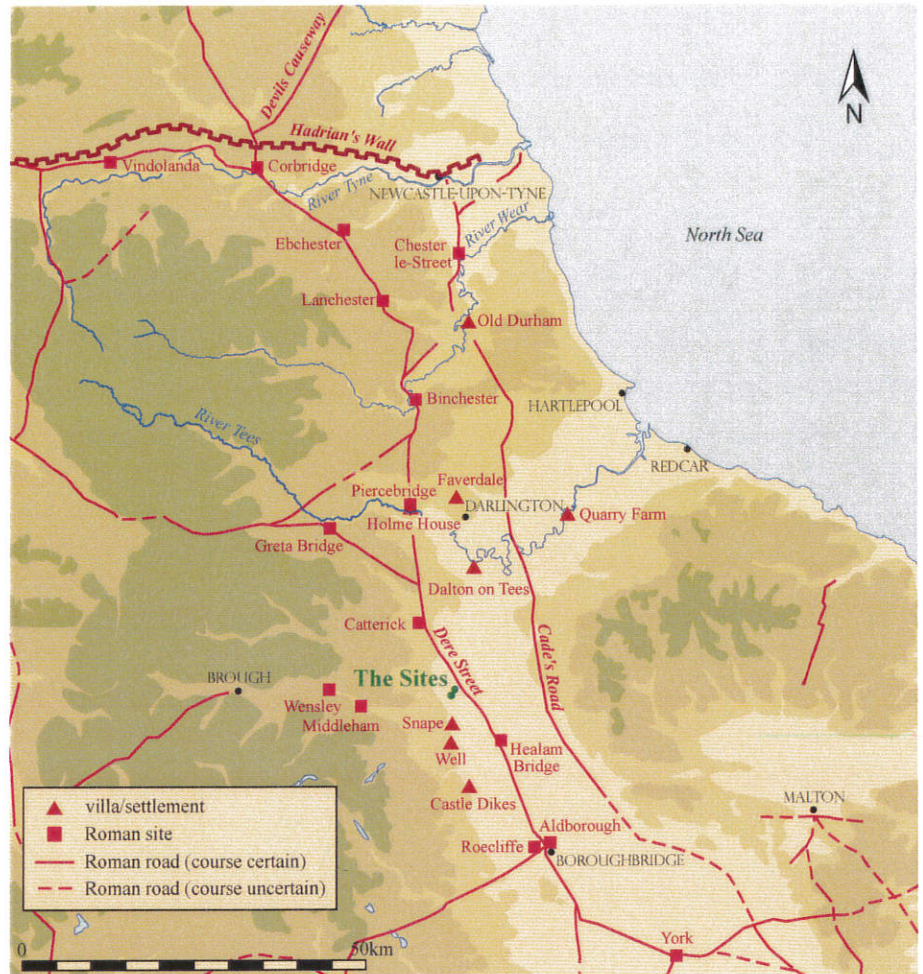 Devils Causeway
N
Hadrian's Wall
Vindolanda
Corbridge
River Tyne
NEWCASTLE-UPON-TYNE
River Wear
North Sea
Ebchester
Chester
le-Street
Lanchester
Old Durham
Binchester
HARTLEPOOL
River Tees
REDCAR
Faverdale
Piercebridge
DARLINGTON
Holme House
Quarry Farm
Greta Bridge
Dalton on Tees
Catterick
Dere Street
Cade's Road
The Sites
BROUGH
Wensley
Middleham
Snape
Well
Healam
Bridge
Castle Dikes
MALTON
Aldborough
Roecliffe
BOROUGHBRIDGE
York
villa/settlement
Roman site
Roman road (course certain)
Roman road (course uncertain)
0 50km